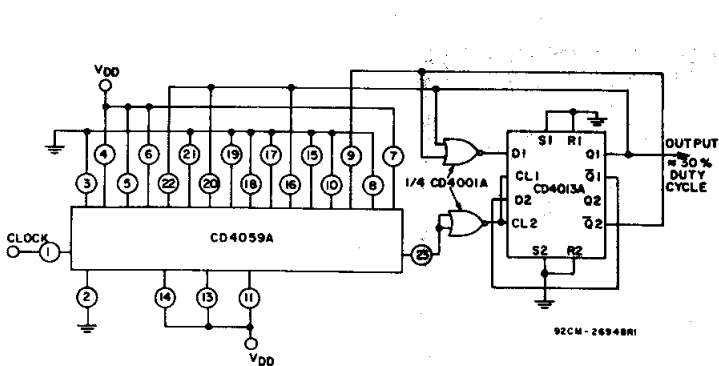 VDD
4
6
21
19
17
15
9
7
3
5
22
20
18
16
10
8
S1 R1
D1 Q1
OUTPUT
≈ 30 %
DUTY
CYCLE
1/4 CD4001A
CL1 Q̅1
CD4013A
D2 Q2
CL2 Q̅2
S2 R2
CLOCK
1
CD4059A
23
2
14
13
11
VDD
92CM-26948R1